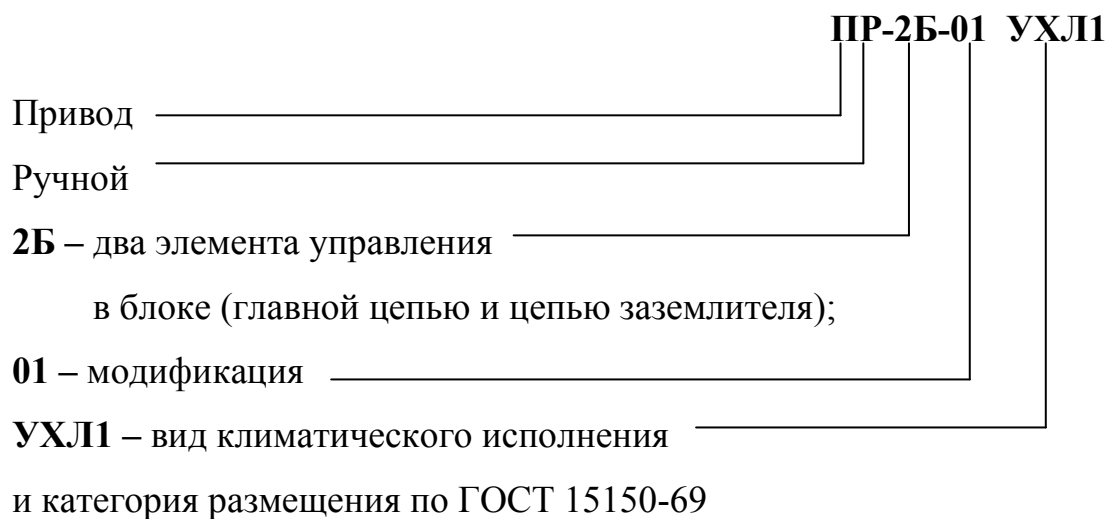 ПР-2Б-01 УХЛ1
Привод
Ручной
2Б – два элемента управления
в блоке (главной цепью и цепью заземлителя);
01 – модификация
УХЛ1 – вид климатического исполнения
и категория размещения по ГОСТ 15150-69